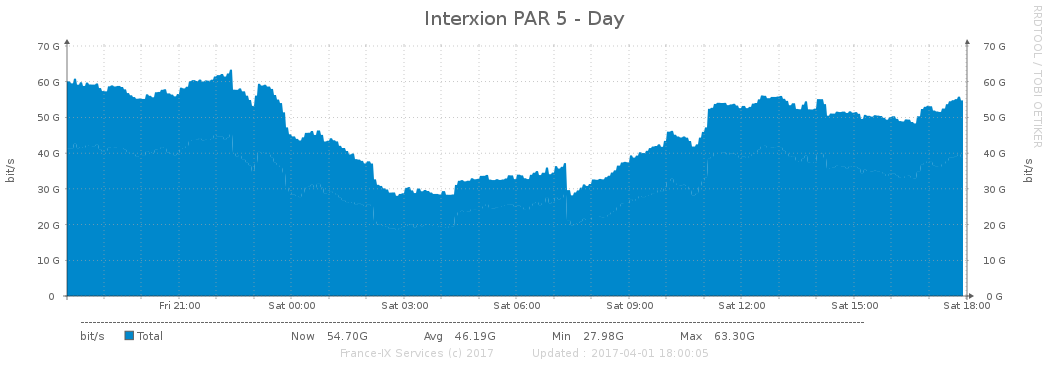 Interxion PAR 5 - Day
RRDTOOL / TOBI OETIKER
70 G 70 G
60 G 60 G
50 G 50 G
40 G 40 G
30 G 30 G
20 G 20 G
10 G 10 G
0 0 G
bit/s
bit/s
Fri 21:00 Sat 00:00 Sat 03:00 Sat 06:00 Sat 09:00 Sat 12:00 Sat 15:00 Sat 18:00
bit/s Total Now 54.70G Avg 46.19G Min 27.98G Max 63.30G
France-IX Services (c) 2017 Updated : 2017-04-01 18:00:05